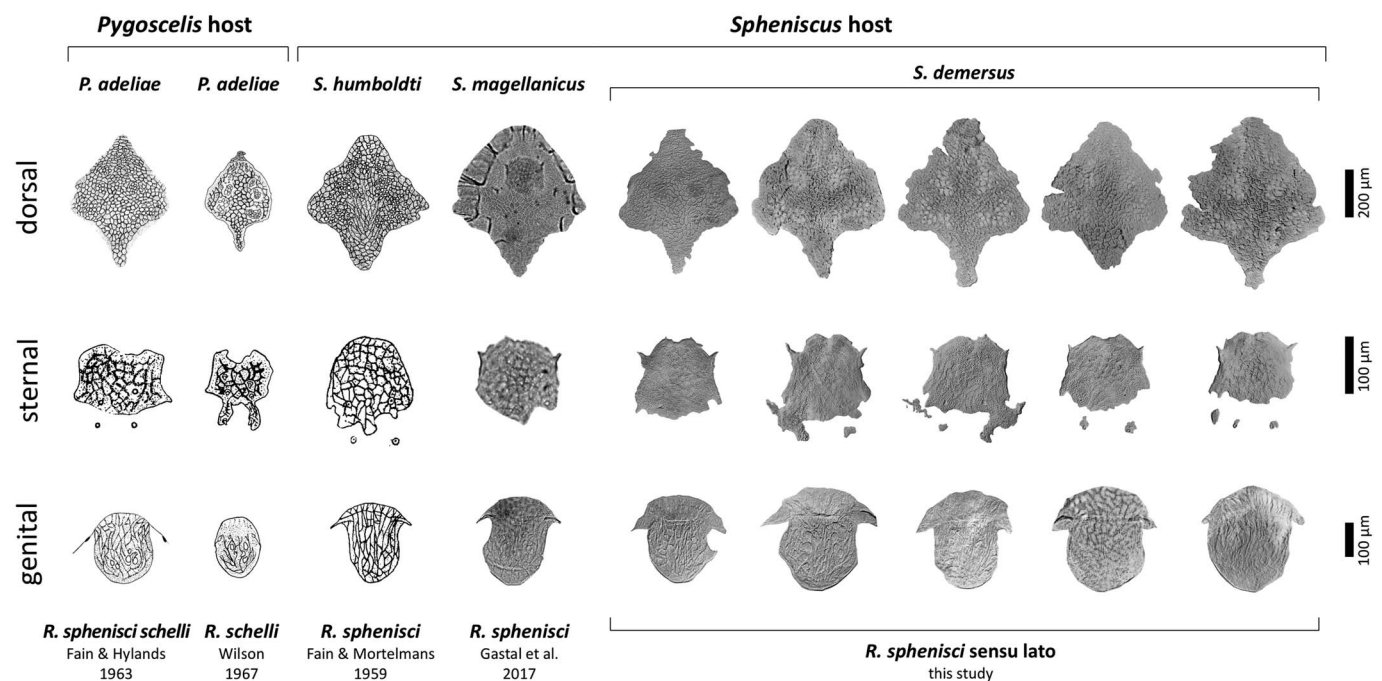 Pygoscelis host
Spheniscus host
P. adeliae
P. adeliae
S. humboldti
S. magellanicus
S. demersus
dorsal
200 µm
sternal
100 µm
genital
100 µm
R. sphenisci schelli
Fain & Hylands
1963
R. schelli
Wilson
1967
R. sphenisci
Fain & Mortelmans
1959
R. sphenisci
Gastal et al.
2017
R. sphenisci sensu lato
this study